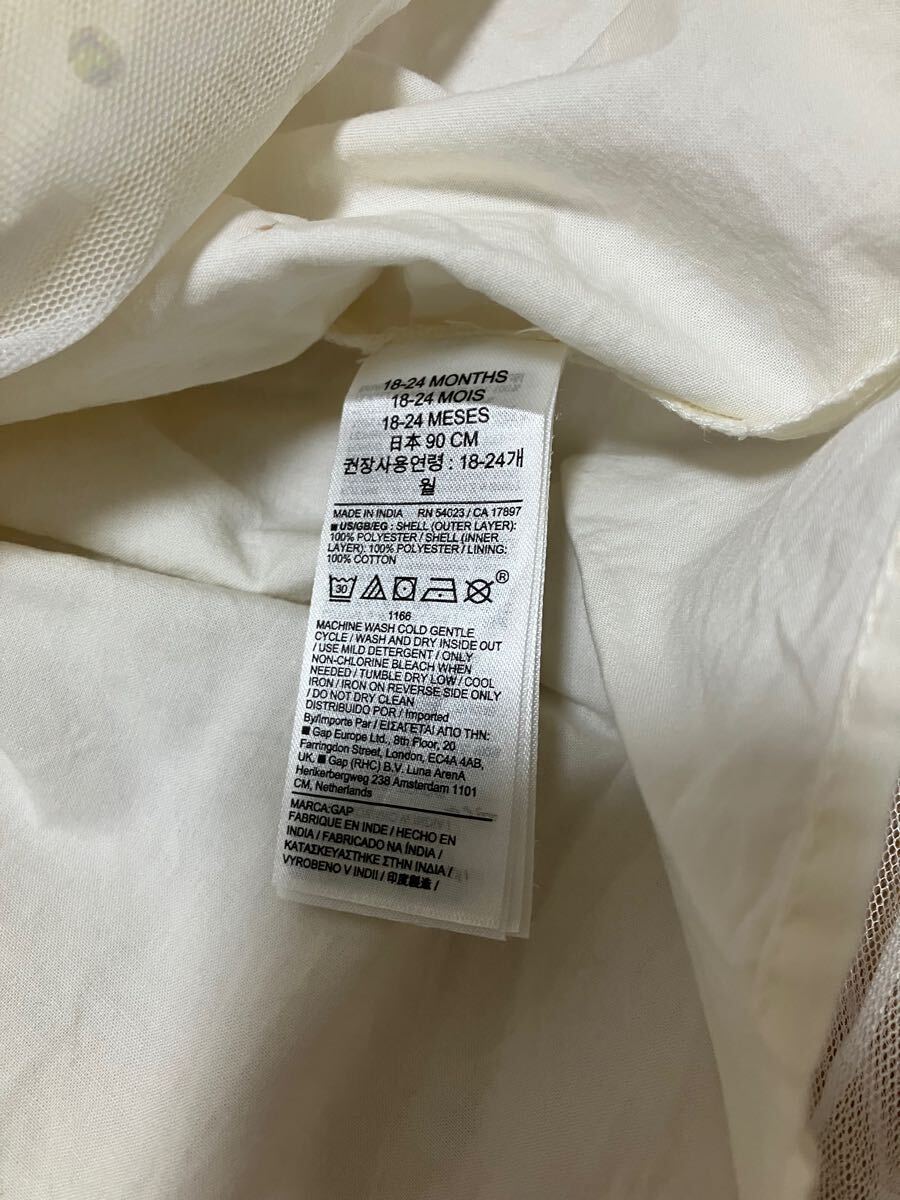 18-24 MONTHS
18-24 MOIS
18-24 MESES
日本 90 CM
권장사용연령 : 18-24개
월
MADE IN INDIA RN 54023 / CA 17897
■ US/GB/EG : SHELL (OUTER LAYER):
100% POLYESTER / SHELL (INNER
LAYER): 100% POLYESTER / LINING:
100% COTTON
30 ®
1166
MACHINE WASH COLD GENTLE
CYCLE / WASH AND DRY INSIDE OUT
/ USE MILD DETERGENT / ONLY
NON-CHLORINE BLEACH WHEN
NEEDED / TUMBLE DRY LOW / COOL
IRON / IRON ON REVERSE SIDE ONLY
/ DO NOT DRY CLEAN
DISTRIBUIDO POR / Imported
By/Importe Par / ΕΙΣΑΓΕΤΑΙ ΑΠΟ ΤΗΝ:
■ Gap Europe Ltd., 8th Floor, 20
Farringdon Street, London, EC4A 4AB,
UK. ■ Gap (RHC) B.V. Luna ArenA
Herikerbergweg 238 Amsterdam 1101
CM, Netherlands
MARCA:GAP
FABRIQUE EN INDE / HECHO EN
INDIA / FABRICADO NA ÍNDIA /
ΚΑΤΑΣΚΕΥΑΣΤΗΚΕ ΣΤΗΝ ΙΝΔΙΑ /
VYROBENO V INDII / 印度製造 /